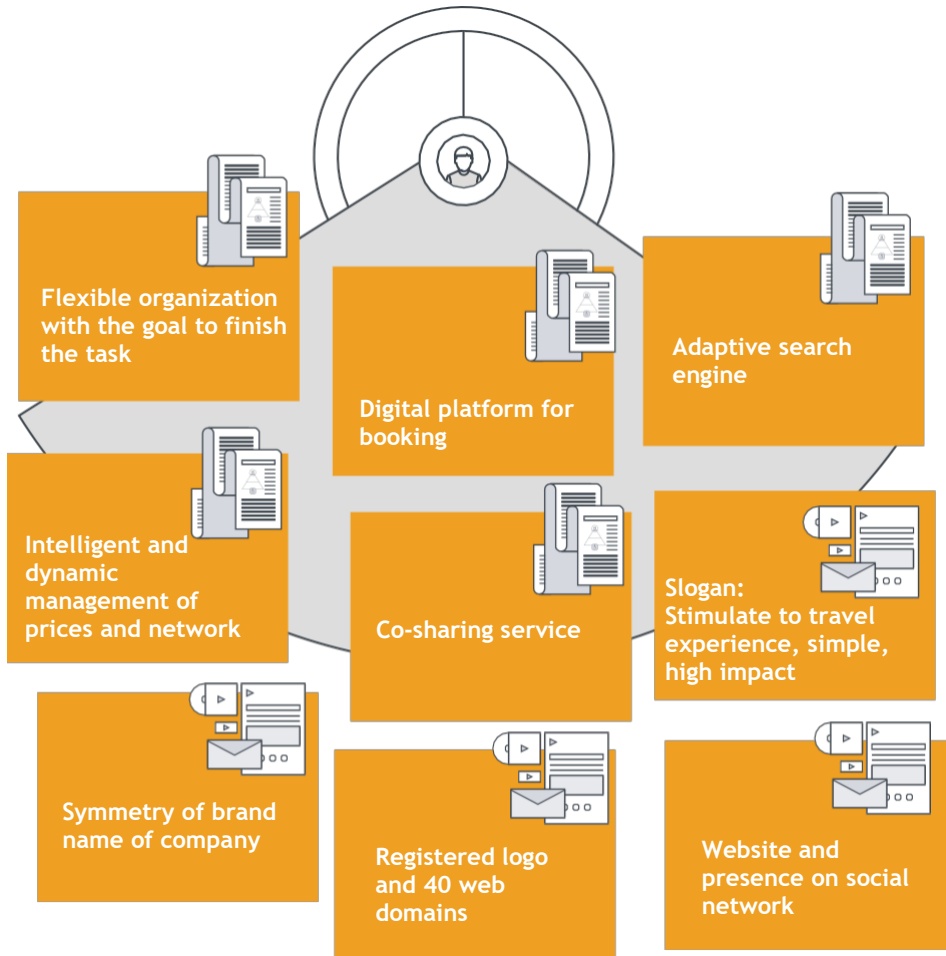 Flexible organization
with the goal to finish
the task
Digital platform for
booking
Adaptive search
engine
Intelligent and
dynamic
management of
prices and network
Co-sharing service
Slogan:
Stimulate to travel
experience, simple,
high impact
Symmetry of brand
name of company
Registered logo
and 40 web
domains
Website and
presence on social
network